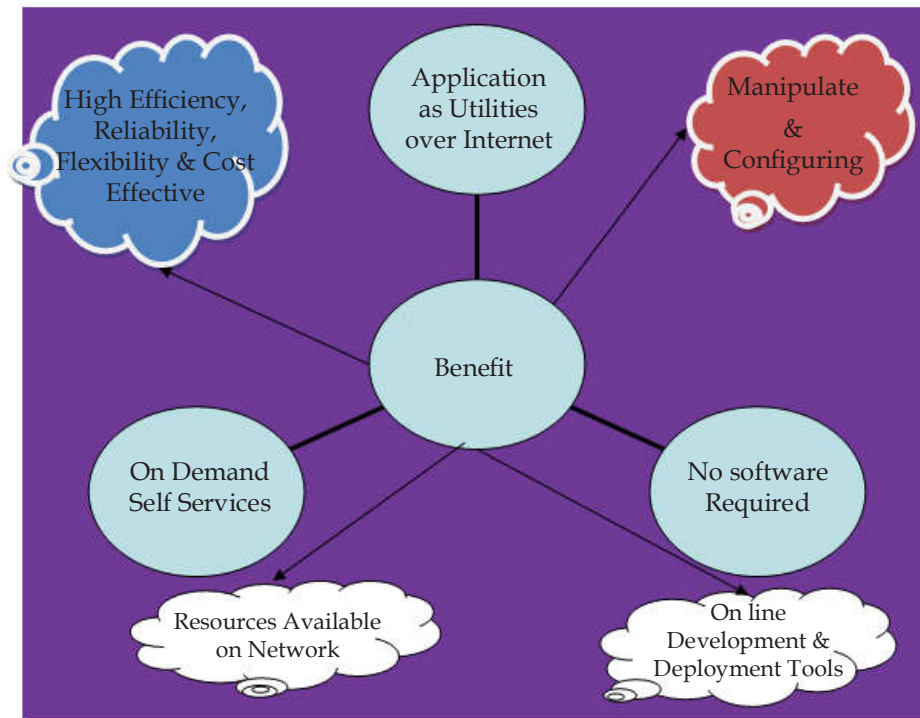 High Efficiency,
Reliability,
Flexibility & Cost
Effective
Application
as Utilities
over Internet
Manipulate
&
Configuring
Benefit
On Demand
Self Services
No software
Required
Resources Available
on Network
On line
Development &
Deployment Tools